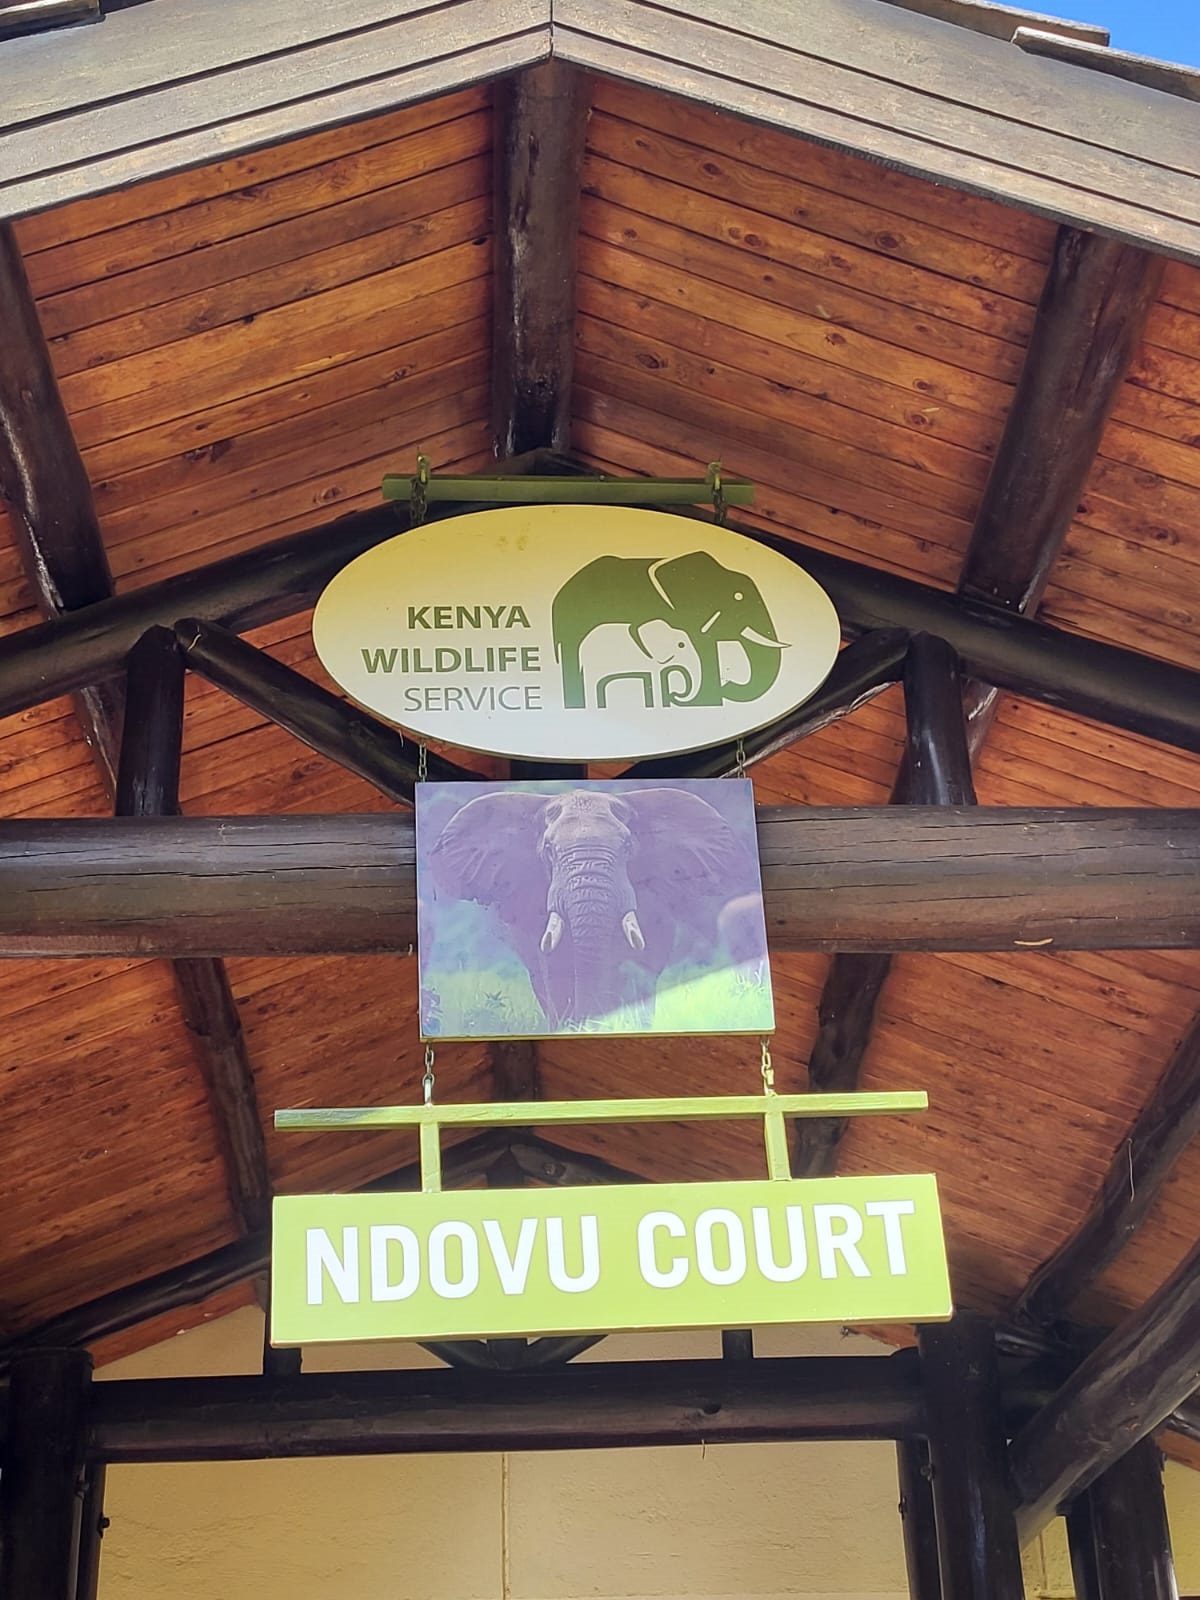 KENYA
WILDLIFE
SERVICE
NDOVU COURT